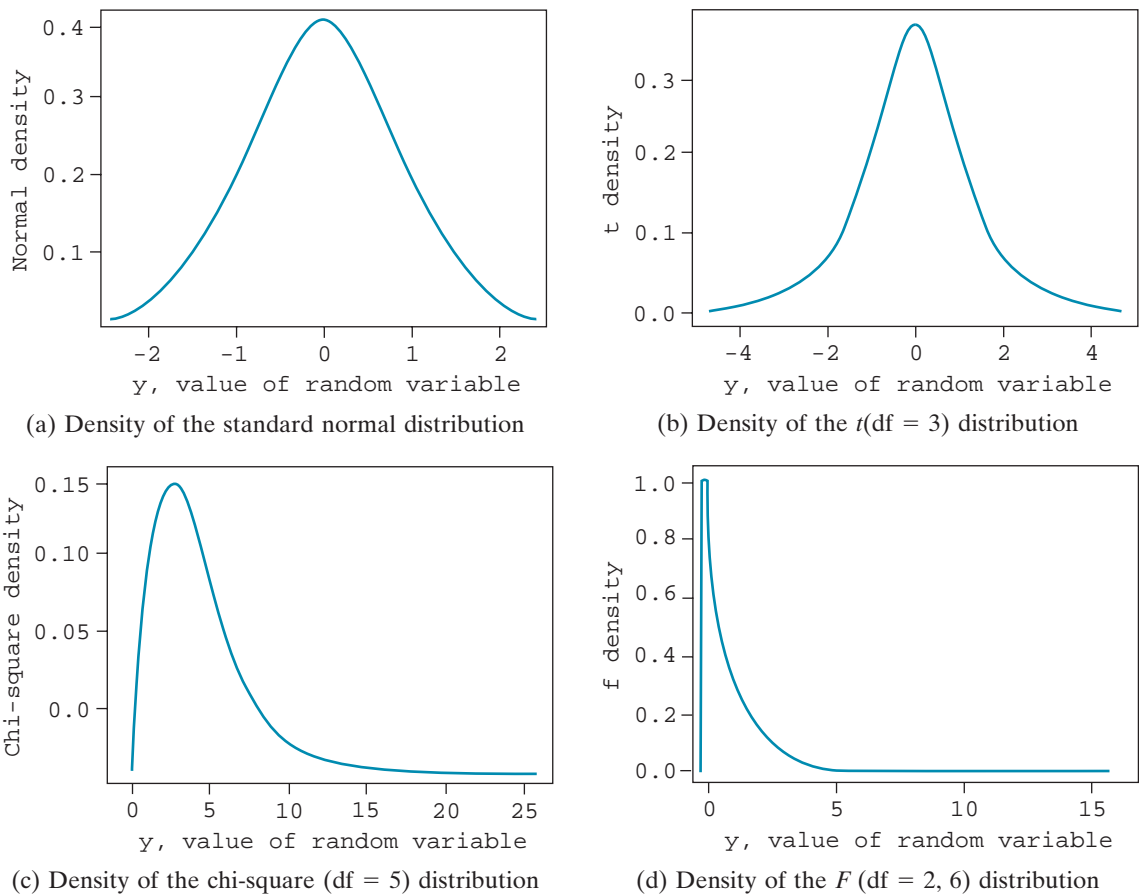 0.4
0.3
0.2
0.1
Normal density
-2 -1 0 1 2
y, value of random variable
(a) Density of the standard normal distribution
0.3
0.2
0.1
0.0
t density
-4 -2 0 2 4
y, value of random variable
(b) Density of the t(df = 3) distribution
0.15
0.10
0.05
0.0
Chi-square density
0 5 10 15 20 25
y, value of random variable
(c) Density of the chi-square (df = 5) distribution
1.0
0.8
0.6
0.4
0.2
0.0
f density
0 5 10 15
y, value of random variable
(d) Density of the F (df = 2, 6) distribution